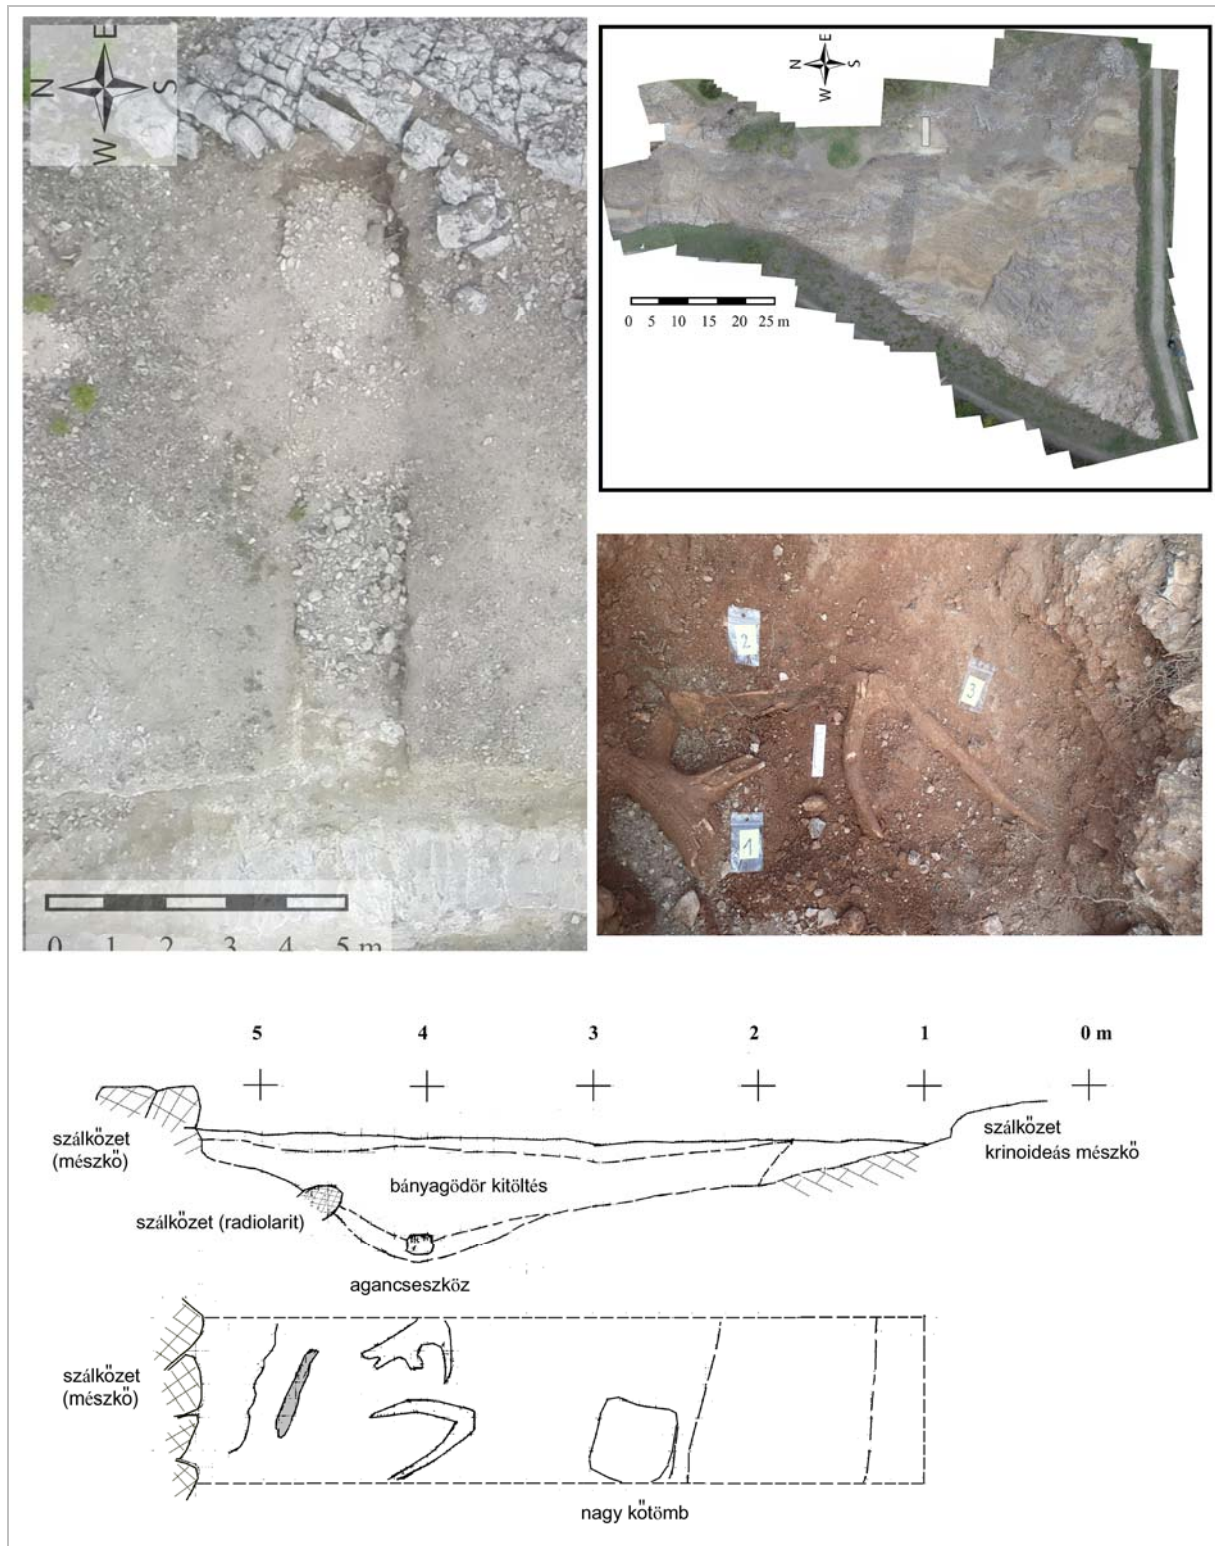 E
N
S
W
0 1 2 3 4 5 m
E
N
S
W
0 5 10 15 20 25 m
2
3
1
5 4 3 2 1 0 m
szálkőzet
(mészkő)
szálkőzet
krinoideás mészkő
bányagödör kitöltés
szálkőzet (radiolarit)
agancseszköz
szálkőzet
(mészkő)
nagy kőtömb